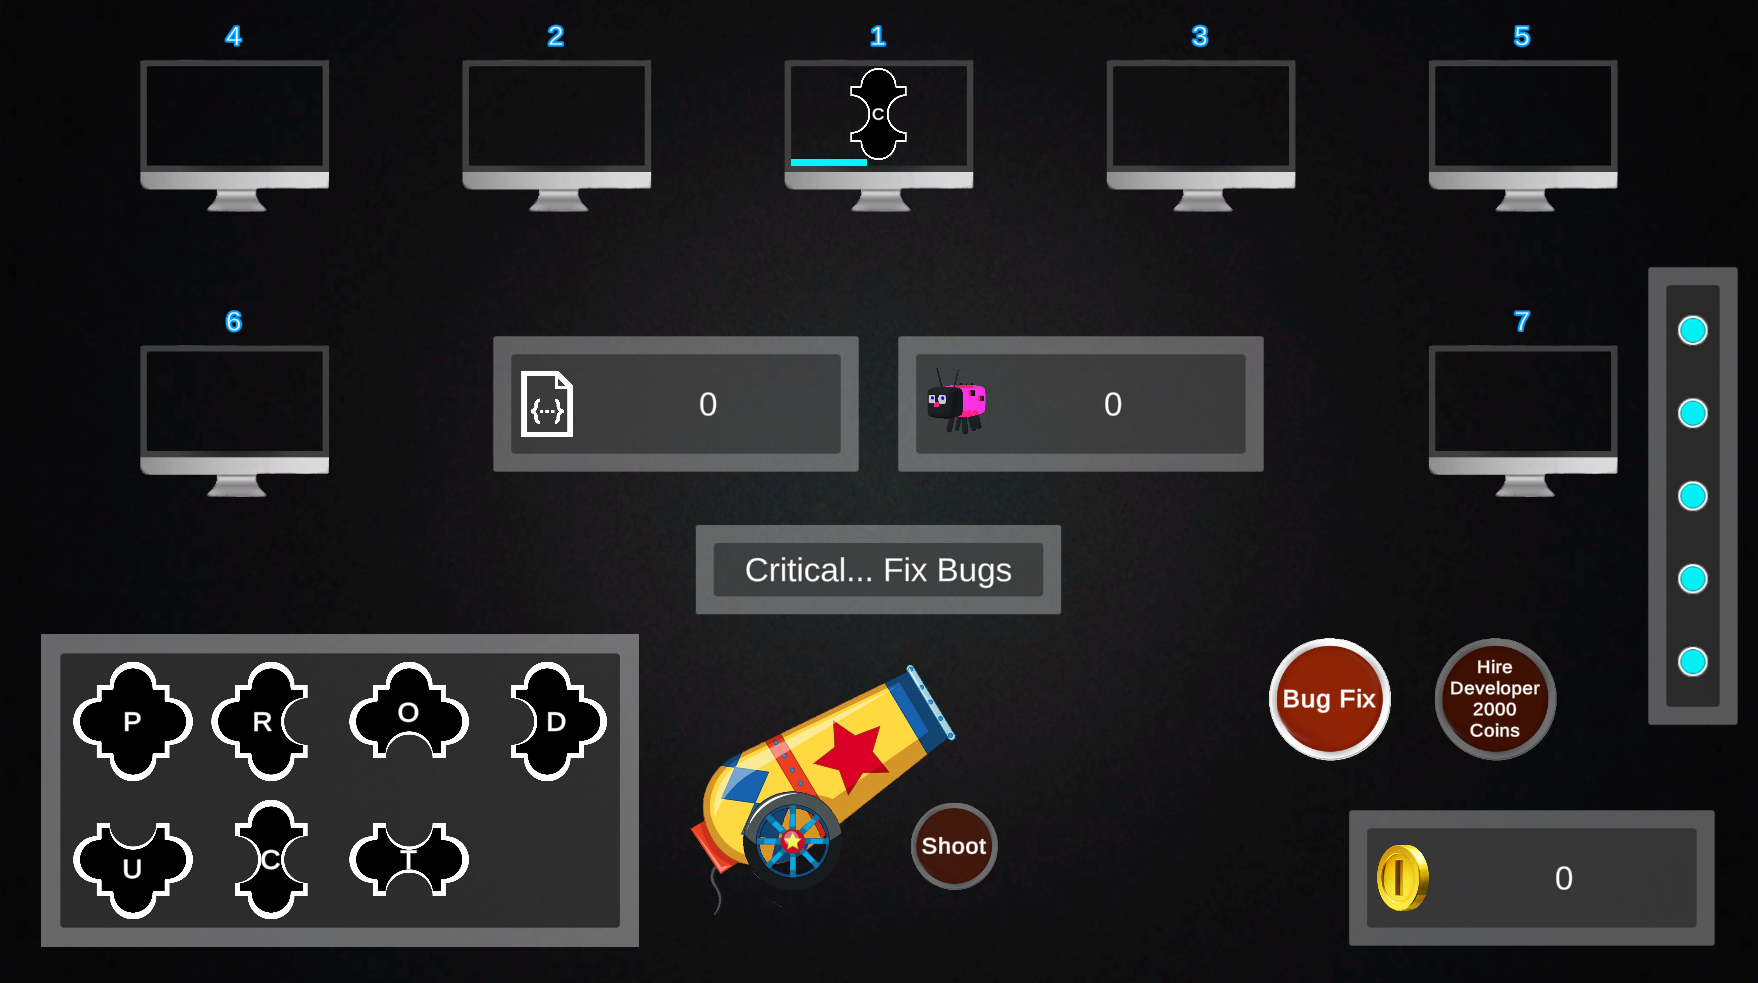 4
2
1
3
5
C
6
7
{...}
0
0
Critical... Fix Bugs
P
R
O
D
U
C
T
Bug Fix
Hire
Developer
2000
Coins
Shoot
0